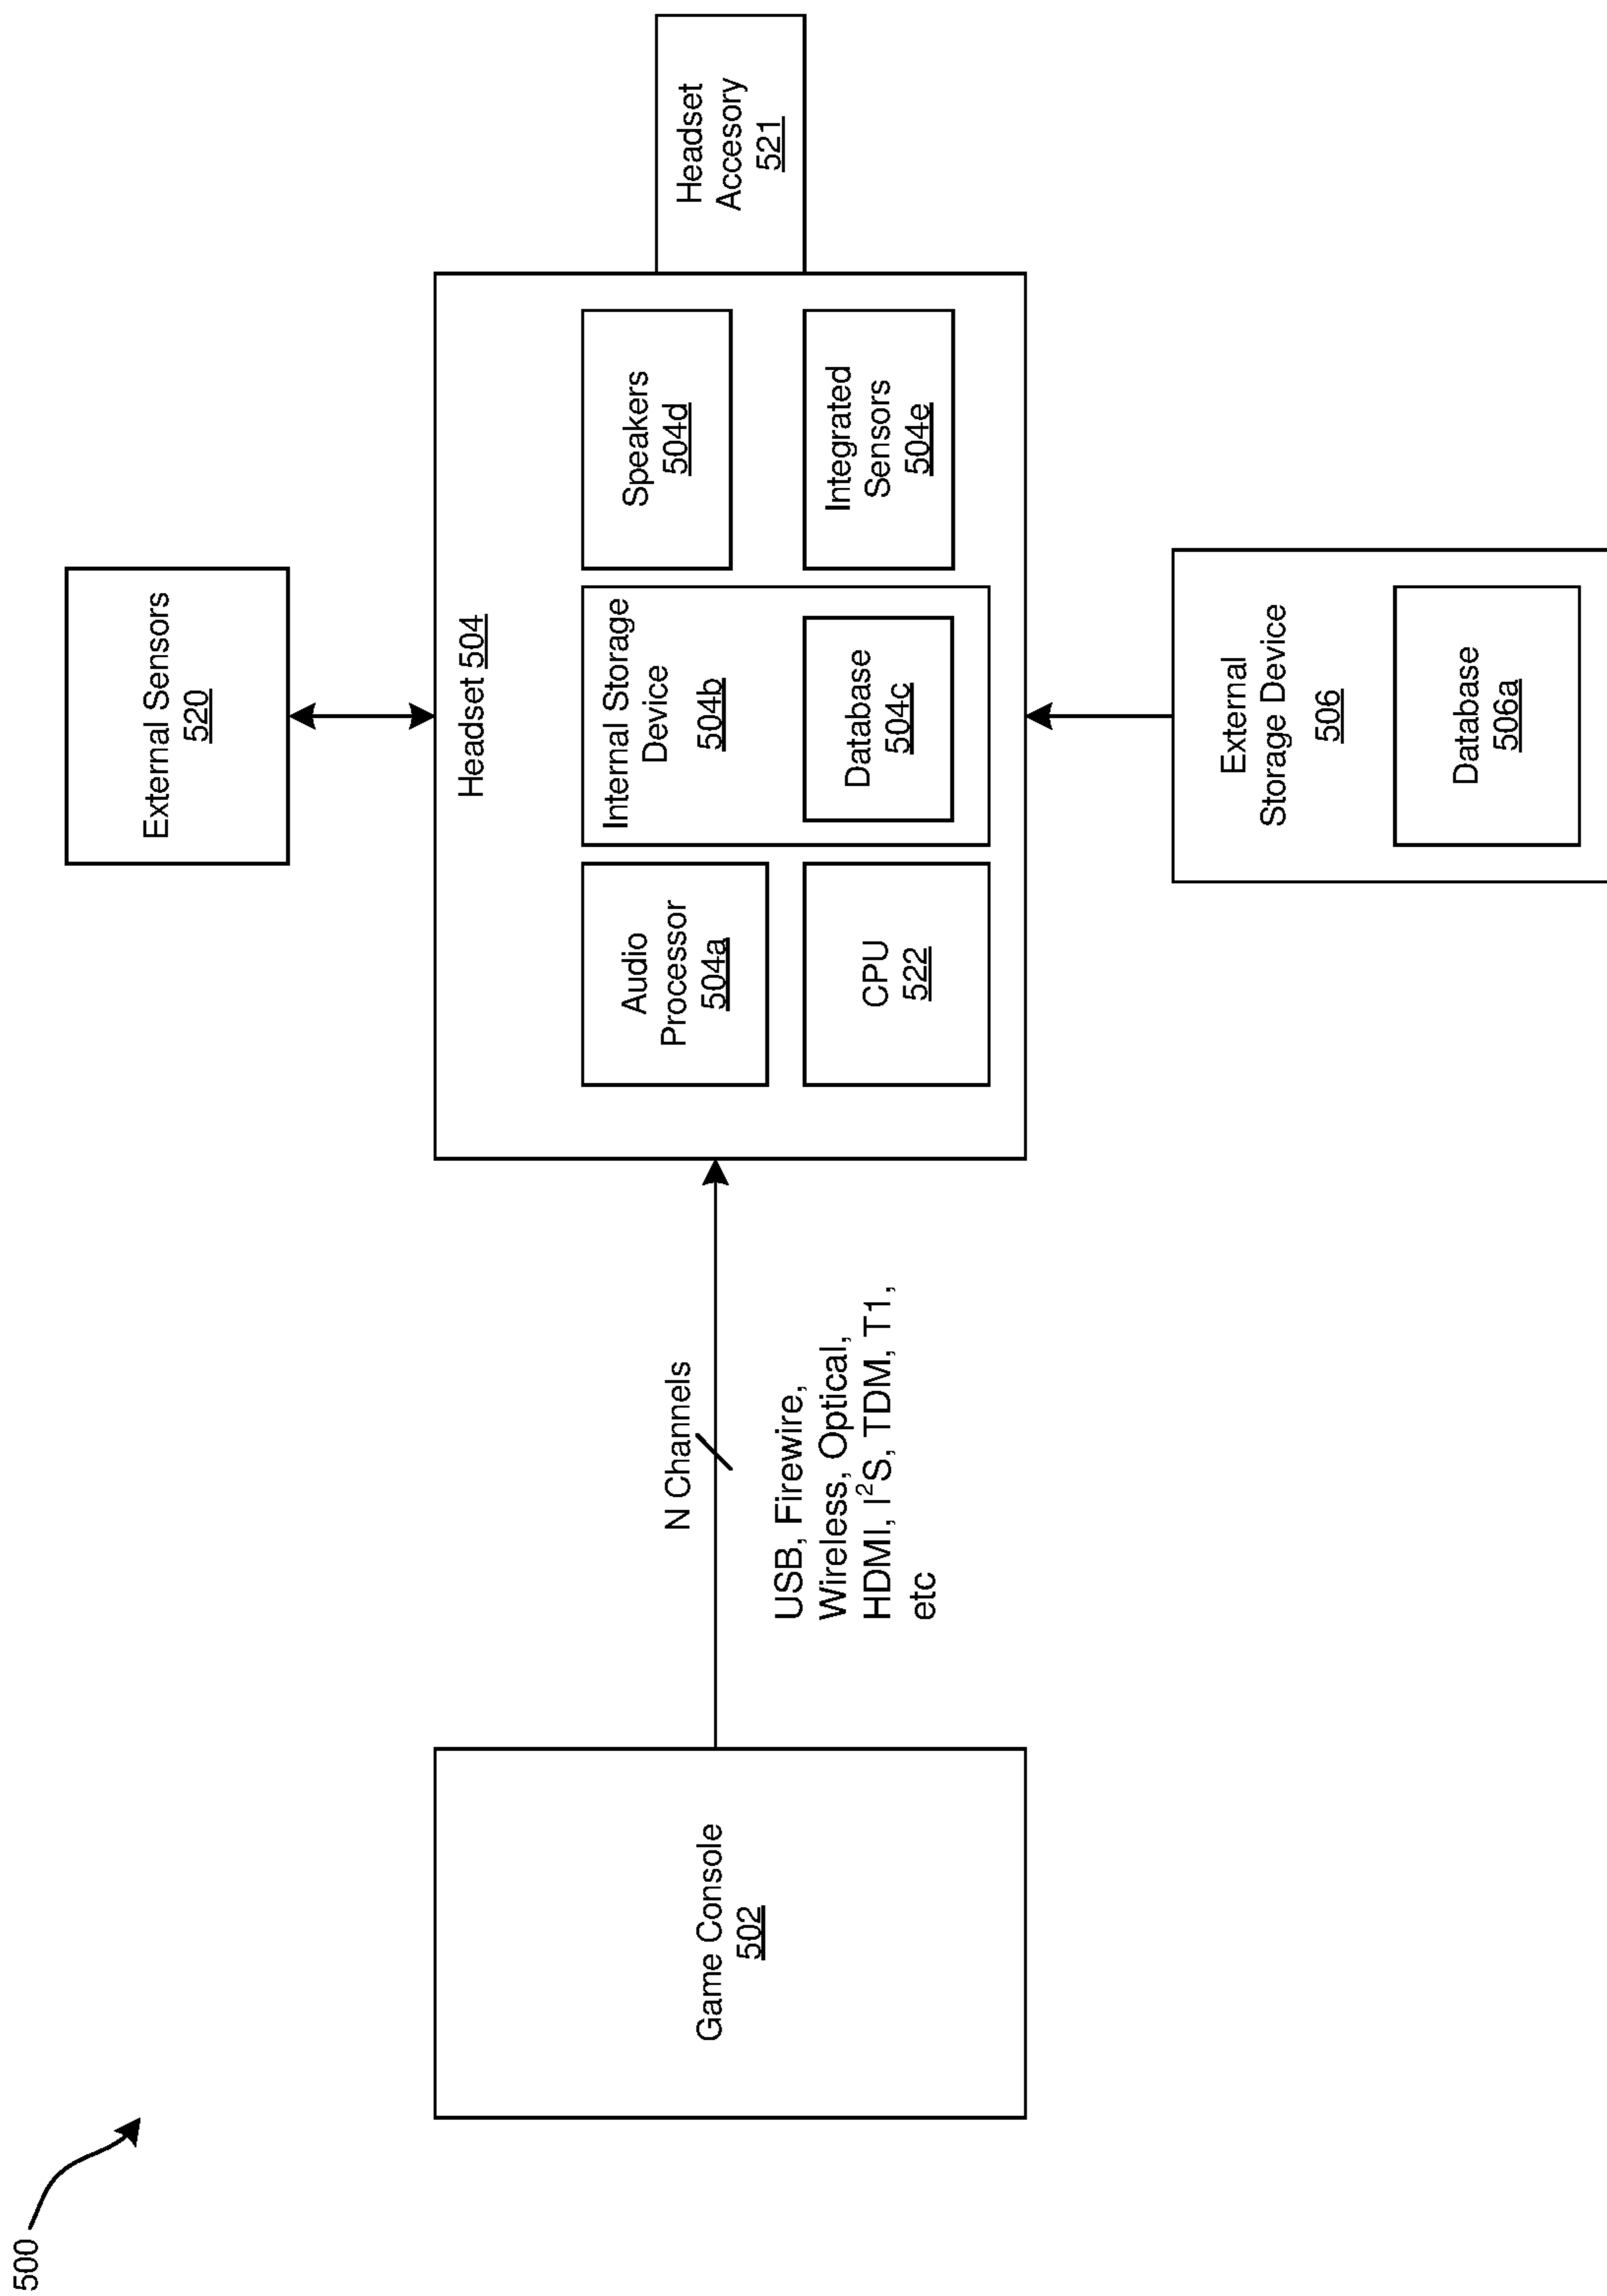 500
Game Console
502
N Channels
USB, Firewire,
Wireless, Optical,
HDMI, I²S, TDM, T1,
etc
External Sensors
520
Headset 504
Audio
Processor
504a
CPU
522
Internal Storage
Device
504b
Database
504c
Speakers
504d
Integrated
Sensors
504e
Headset
Accesory
521
External
Storage Device
506
Database
506a